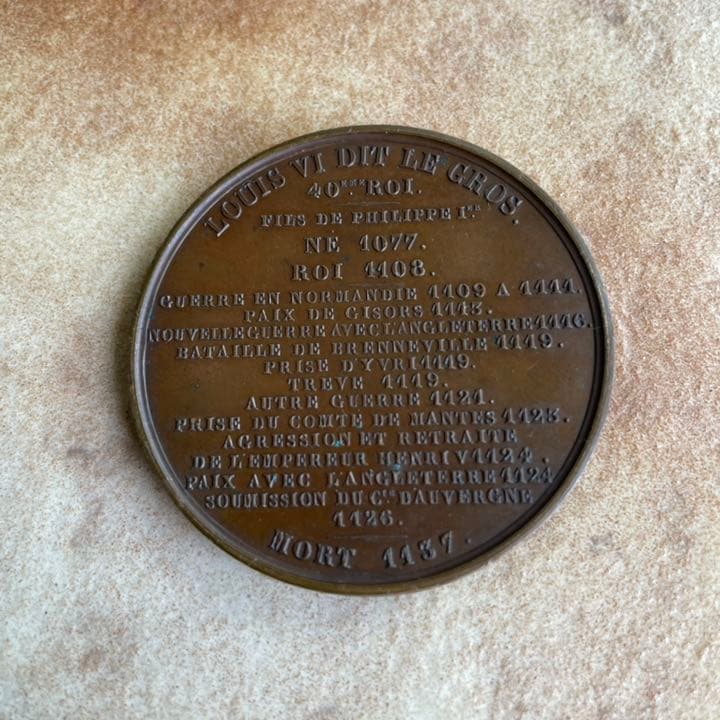 LOUIS VI DIT LE GROS.
40EME ROI.
FILS DE PHILIPPE IER
NÉ 1077.
ROI 1108.
GUERRE EN NORMANDIE 1109 A 1111.
PAIX DE GISORS 1113.
NOUVELLE GUERRE AVEC L'ANGLETERRE 1116.
BATAILLE DE BRENNEVILLE 1119.
PRISE D'YVRI 1119.
TREVE 1119.
AUTRE GUERRE 1121.
PRISE DU COMTE DE MANTES 1123.
AGRESSION ET RETRAITE
DE L'EMPEREUR HENRI V 1124.
PAIX AVEC L'ANGLETERRE 1124
SOUMISSION DU CTE D'AUVERGNE
1126.
MORT 1137.